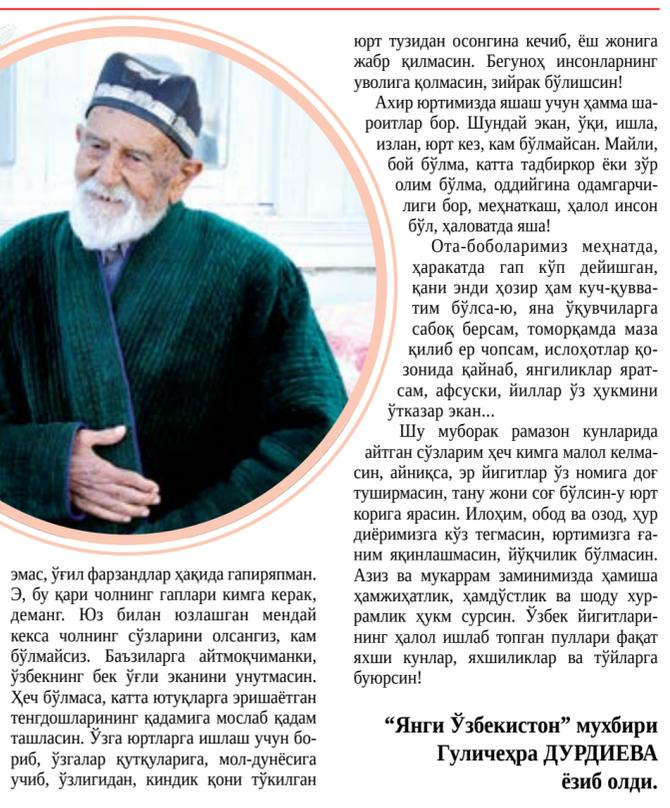 эмас, ўғил фарзандлар ҳақида гапиряпман.
Э, бу қари чолнинг гаплари кимга керак,
деманг. Юз билан юзлашган мендай
кекса чолнинг сўзларини олсангиз, кам
бўлмайсиз. Баъзиларга айтмоқчиманки,
ўзбекнинг бек ўғли эканини унутмасин.
Ҳеч бўлмаса, катта ютуқларга эришаётган
тенгдошларининг қадамига мослаб қадам
ташласин. Ўзга юртларга ишлаш учун бо-
риб, ўзгалар қутқуларига, мол-дунёсига
учиб, ўзлигидан, киндик қони тўкилган
юрт тузидан осонгина кечиб, ёш жонига
жабр қилмасин. Бегуноҳ инсонларнинг
уволига қолмасин, зийрак бўлишсин!
Ахир юртимизда яшаш учун ҳамма ша-
роитлар бор. Шундай экан, ўқи, ишла,
излан, юрт кез, кам бўлмайсан. Майли,
бой бўлма, катта тадбиркор ёки зўр
олим бўлма, оддийгина одамгарчи-
лиги бор, меҳнаткаш, ҳалол инсон
бўл, ҳаловатда яша!
Ота-боболаримиз меҳнатда,
ҳаракатда гап кўп дейишган,
қани энди ҳозир ҳам куч-қувва-
тим бўлса-ю, яна ўқувчиларга
сабоқ берсам, томорқамда маза
қилиб ер чопсам, ислоҳотлар қо-
зонида қайнаб, янгиликлар ярат-
сам, афсуски, йиллар ўз ҳукмини
ўтказар экан...
Шу муборак рамазон кунларида
айтган сўзларим ҳеч кимга малол келма-
син, айниқса, эр йигитлар ўз номига доғ
туширмасин, тану жони соғ бўлсин-у юрт
корига ярасин. Илоҳим, обод ва озод, ҳур
диёримизга кўз тегмасин, юртимизга ға-
ним яқинлашмасин, йўқчилик бўлмасин.
Азиз ва мукаррам заминимизда ҳамиша
ҳамжиҳатлик, ҳамдўстлик ва шоду хур-
рамлик ҳукм сурсин. Ўзбек йигитлари-
нинг ҳалол ишлаб топган пуллари фақат
яхши кунлар, яхшиликлар ва тўйларга
буюрсин!
“Янги Ўзбекистон” мухбири
Гуличеҳра ДУРДИЕВА
ёзиб олди.